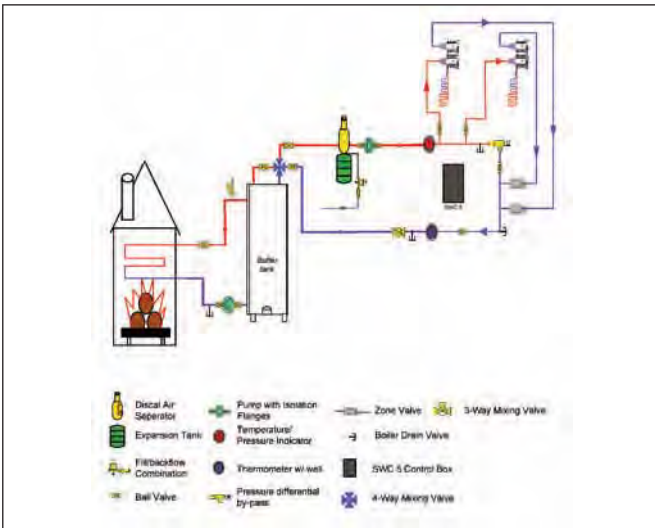 Buffer
tank
SWC 5
Discal Air
Seperator
Pump with Isolation
Flanges
Zone Valve
3-Way Mixing Valve
Expansion Tank
Temperature/
Pressure Indicator
Boiler Drain Valve
Fill/backflow
Combination
Thermometer w/ well
SWC 5 Control Box
Ball Valve
Pressure differential
by-pass
4-Way Mixing Valve